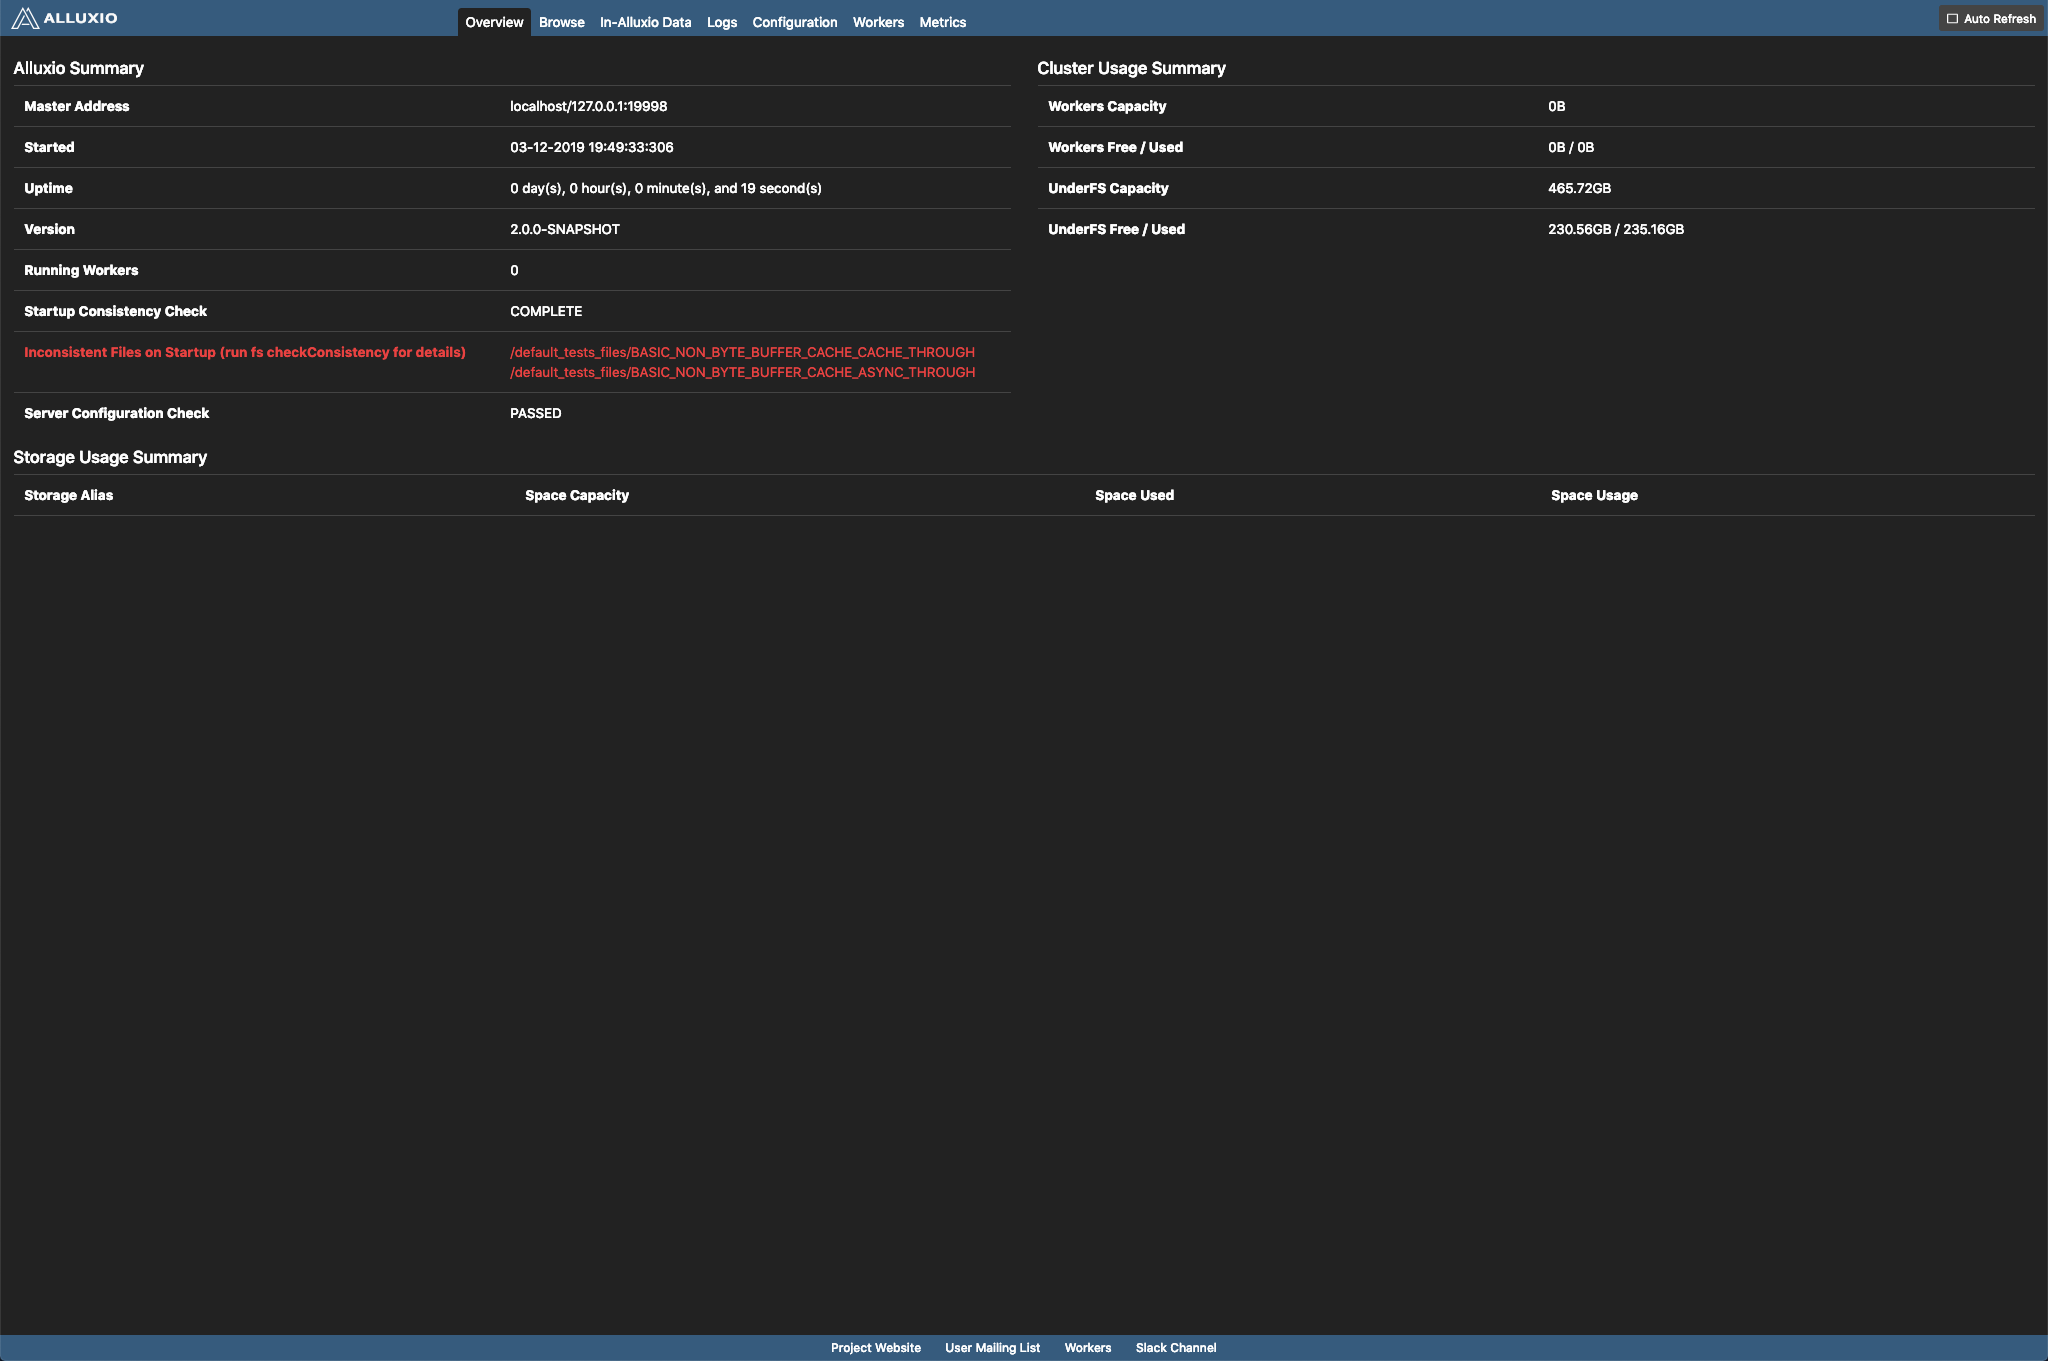 ALLUXIO
Overview Browse In-Alluxio Data Logs Configuration Workers Metrics
Auto Refresh
Alluxio Summary
Master Address localhost/127.0.0.1:19998
Started 03-12-2019 19:49:33:306
Uptime 0 day(s), 0 hour(s), 0 minute(s), and 19 second(s)
Version 2.0.0-SNAPSHOT
Running Workers 0
Startup Consistency Check COMPLETE
Inconsistent Files on Startup (run fs checkConsistency for details) /default_tests_files/BASIC_NON_BYTE_BUFFER_CACHE_CACHE_THROUGH
/default_tests_files/BASIC_NON_BYTE_BUFFER_CACHE_ASYNC_THROUGH
Server Configuration Check PASSED
Cluster Usage Summary
Workers Capacity 0B
Workers Free / Used 0B / 0B
UnderFS Capacity 465.72GB
UnderFS Free / Used 230.56GB / 235.16GB
Storage Usage Summary
Storage Alias Space Capacity Space Used Space Usage
Project Website User Mailing List Workers Slack Channel